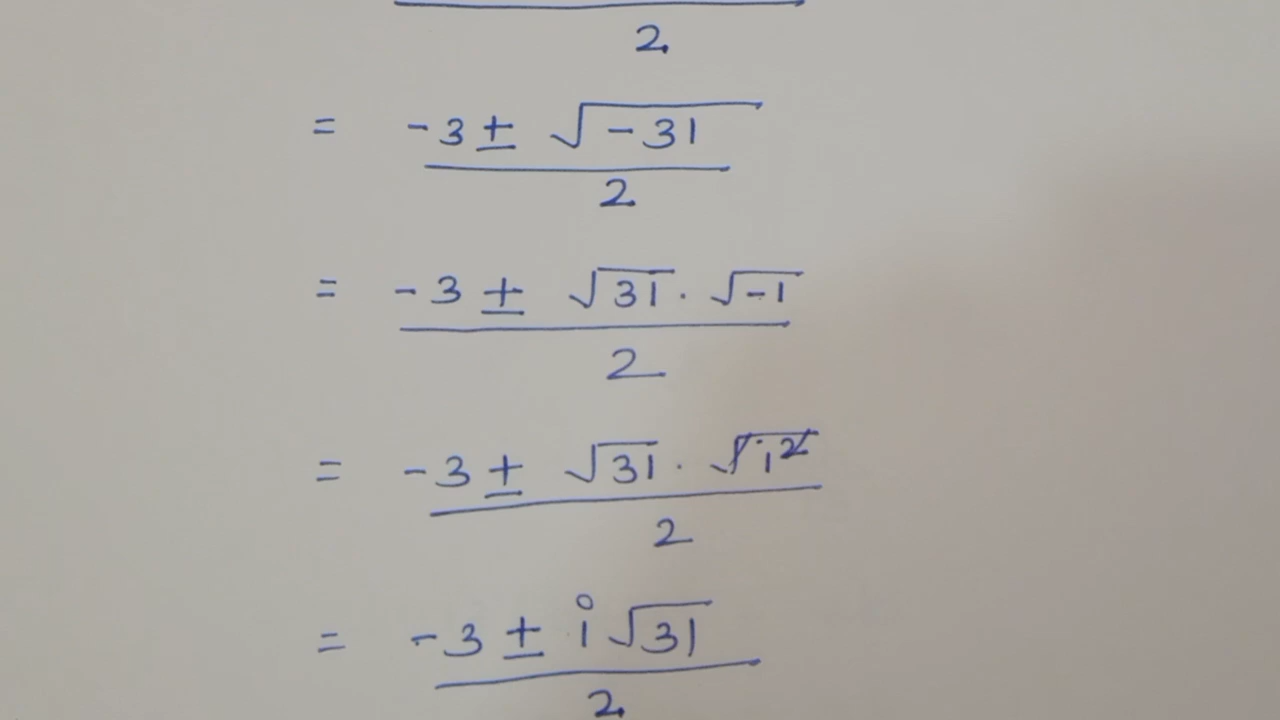 2
= -3 ± √-31
2
= -3 ± √31 . √-1
2
= -3 ± √31 . √i²
2
= -3 ± i √31
2